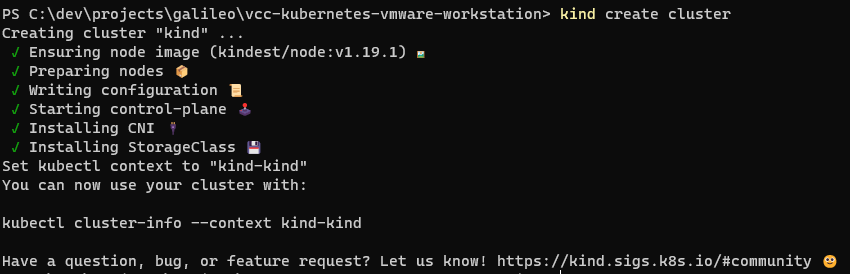 PS C:\dev\projects\galileo\vcc-kubernetes-vmware-workstation> kind create cluster
Creating cluster "kind" ...
✓ Ensuring node image (kindest/node:v1.19.1) 🖼
✓ Preparing nodes 📦
✓ Writing configuration 📜
✓ Starting control-plane 🕹️
✓ Installing CNI 🔌
✓ Installing StorageClass 💾
Set kubectl context to "kind-kind"
You can now use your cluster with:
kubectl cluster-info --context kind-kind
Have a question, bug, or feature request? Let us know! https://kind.sigs.k8s.io/#community 🙂